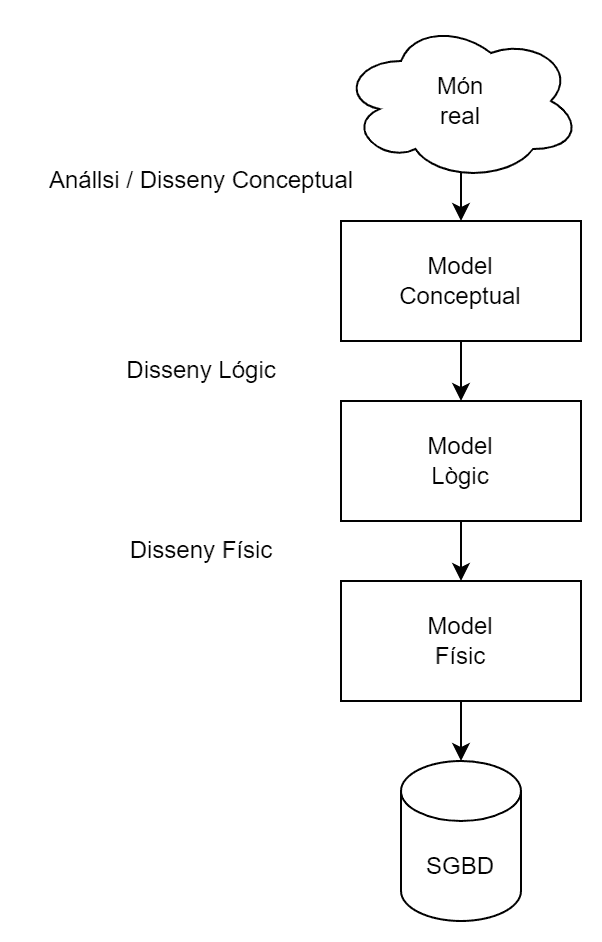 Món
real
Anállsi / Disseny Conceptual
Model
Conceptual
Disseny Lógic
Model
Lògic
Disseny Físic
Model
Físic
SGBD